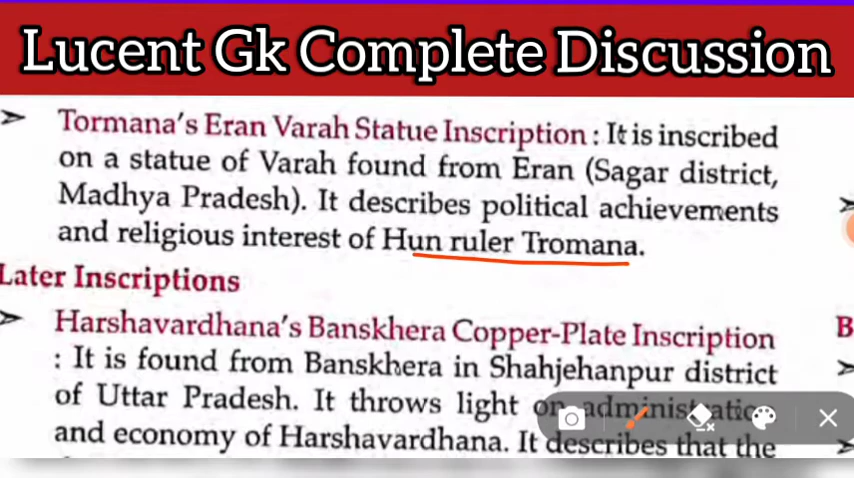 Lucent Gk Complete Discussion
➤ Tormana's Eran Varah Statue Inscription : It is inscribed
on a statue of Varah found from Eran (Sagar district,
Madhya Pradesh). It describes political achievements
and religious interest of Hun ruler Tromana.
Later Inscriptions
➤ Harshavardhana's Banskhera Copper-Plate Inscription
: It is found from Banskhera in Shahjehanpur district
of Uttar Pradesh. It throws light on administration
and economy of Harshavardhana. It describes that the
B